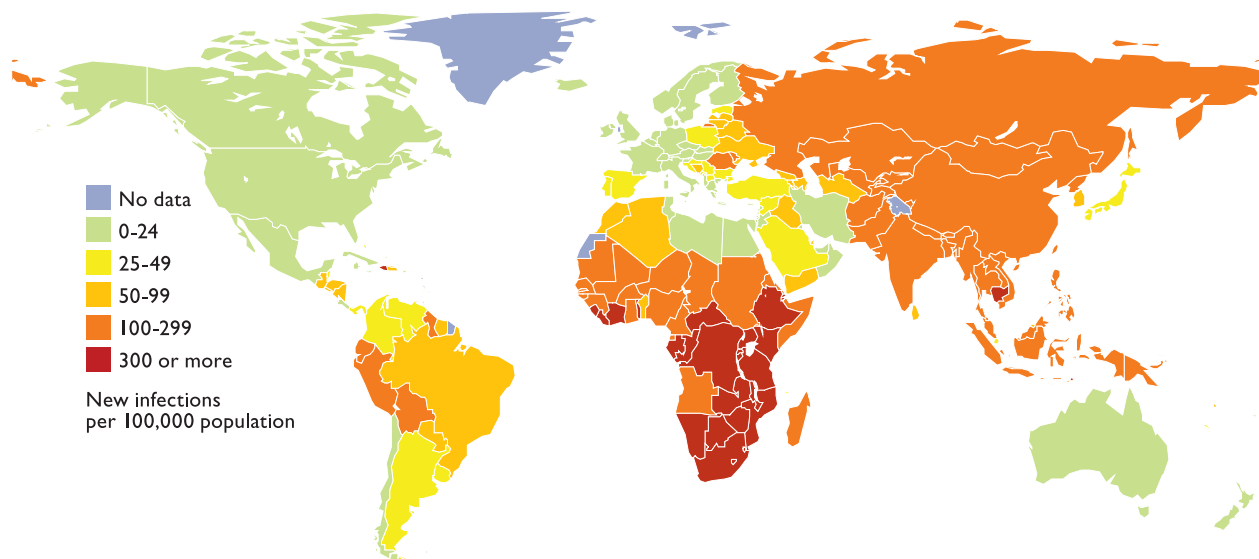 No data
0-24
25-49
50-99
100-299
300 or more
New infections
per 100,000 population